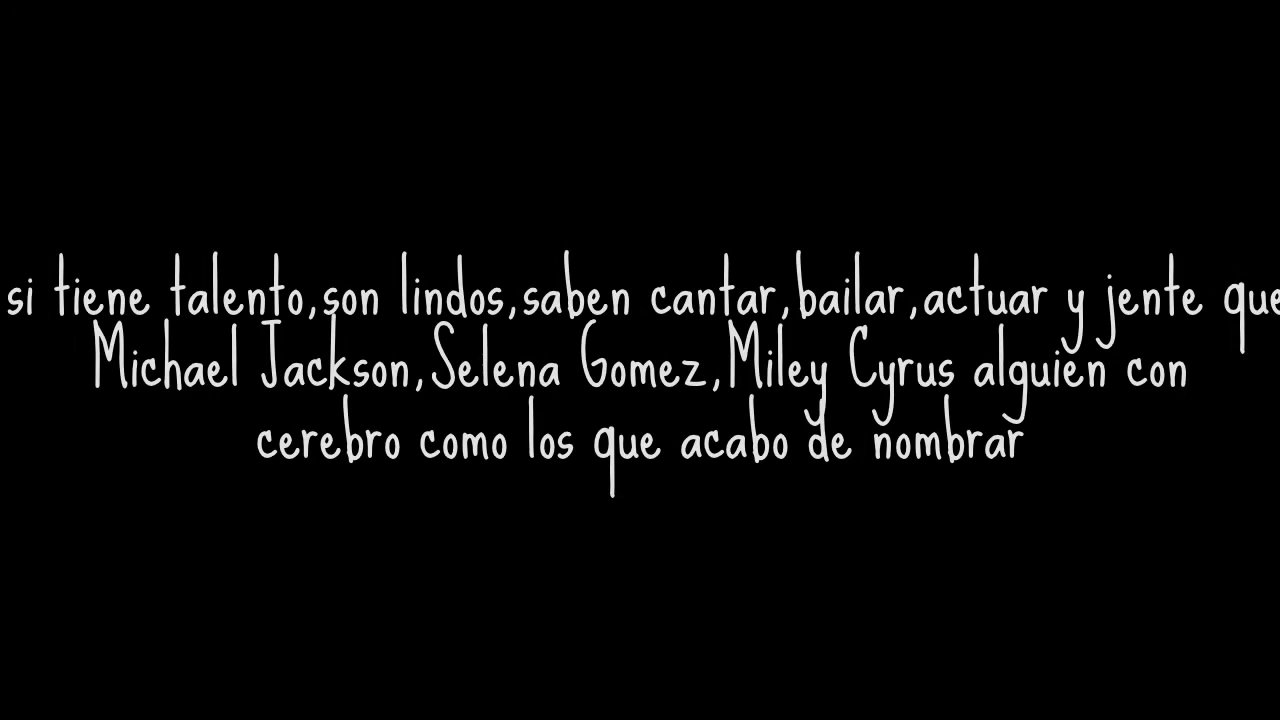 si tiene talento,son lindos,saben cantar,bailar,actuar y jente que
Michael Jackson,Selena Gomez,Miley Cyrus alguien con
cerebro como los que acabo de nombrar